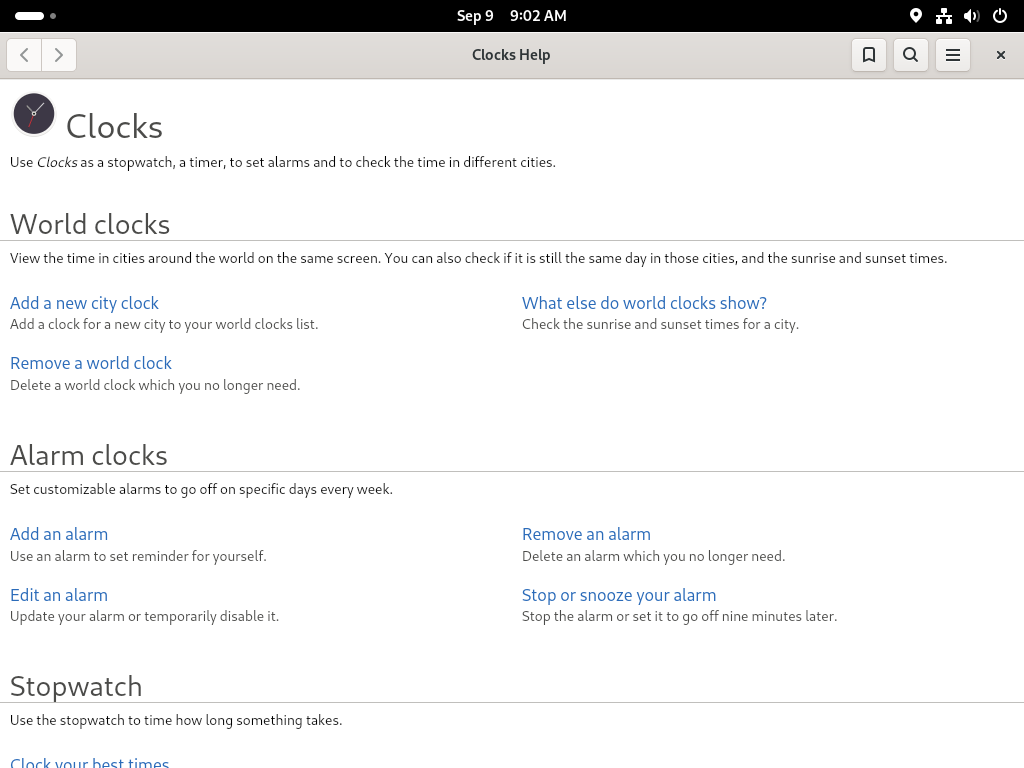 Sep 9 9:02 AM
Clocks Help
Clocks
Use Clocks as a stopwatch, a timer, to set alarms and to check the time in different cities.
World clocks
View the time in cities around the world on the same screen. You can also check if it is still the same day in those cities, and the sunrise and sunset times.
Add a new city clock
Add a clock for a new city to your world clocks list.
What else do world clocks show?
Check the sunrise and sunset times for a city.
Remove a world clock
Delete a world clock which you no longer need.
Alarm clocks
Set customizable alarms to go off on specific days every week.
Add an alarm
Use an alarm to set reminder for yourself.
Remove an alarm
Delete an alarm which you no longer need.
Edit an alarm
Update your alarm or temporarily disable it.
Stop or snooze your alarm
Stop the alarm or set it to go off nine minutes later.
Stopwatch
Use the stopwatch to time how long something takes.
Clock your best times